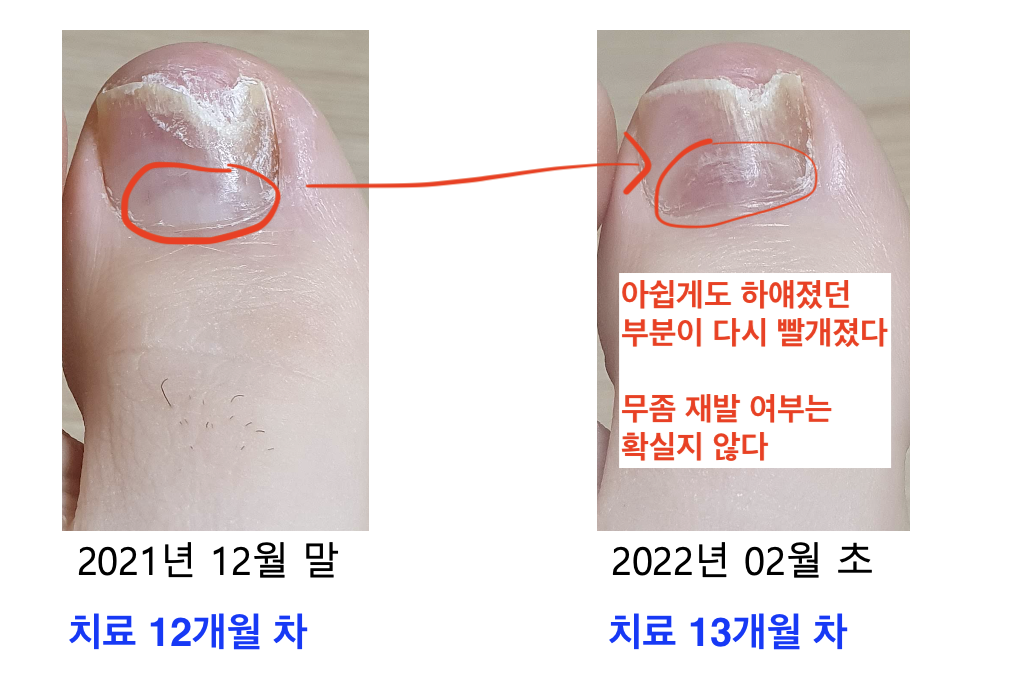 아쉽게도 하얘졌던
부분이 다시 빨개졌다
무좀 재발 여부는
확실지 않다
2021년 12월 말
2022년 02월 초
치료 12개월 차
치료 13개월 차